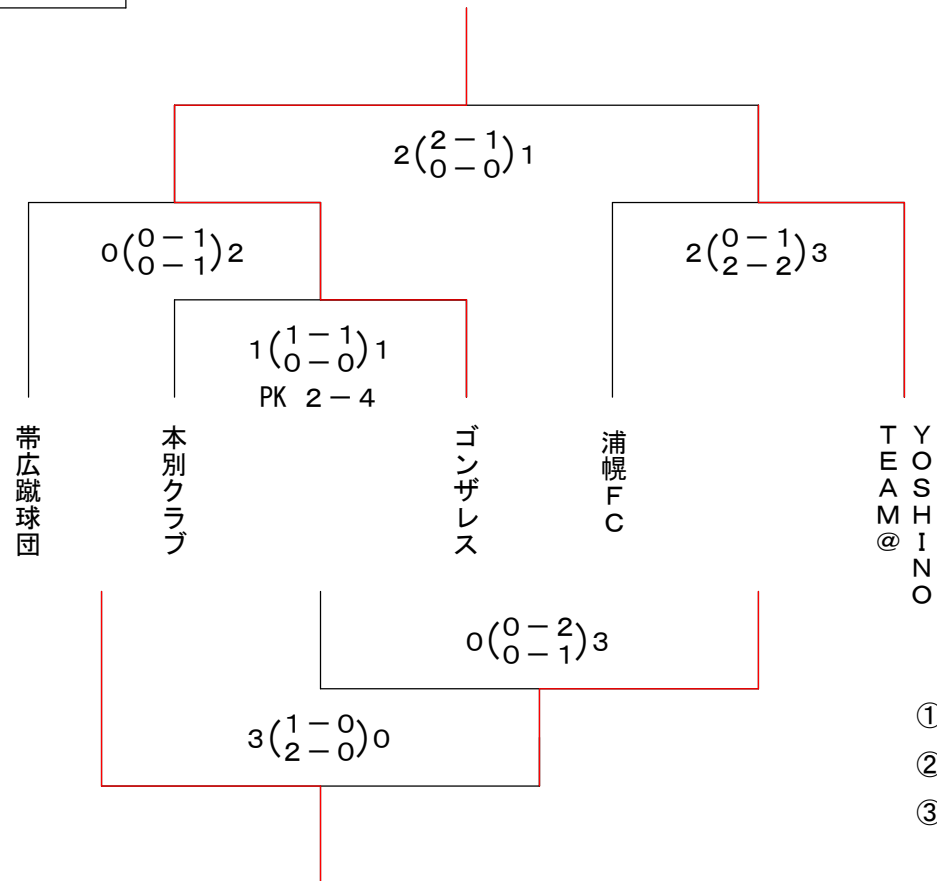 2(2－1
0－0)1
0(0－1
0－1)2
2(0－1
2－2)3
1(1－1
0－0)1
PK 2－4
帯広蹴球団
本別クラブ
ゴンザレス
浦幌FC
YOSHINO
TEAM@
0(0－2
0－1)3
3(1－0
2－0)0
①
②
③